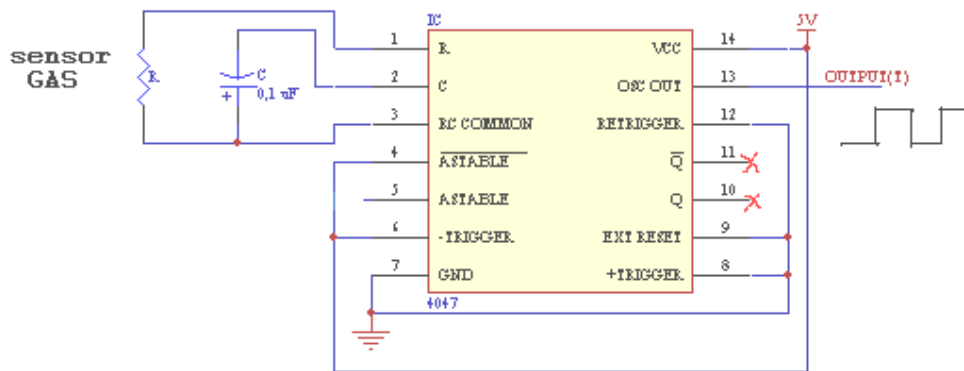 sensor
GAS
R
C
+ 0,1 uF
IC
5V
1 R VCC 14
2 C OSC OUT 13 OUTPUT(T)
3 RC COMMON RETRIGGER 12
4 ASTABLE Q 11
5 ASTABLE Q 10
6 -TRIGGER EXT RESET 9
7 GND +TRIGGER 8
4047